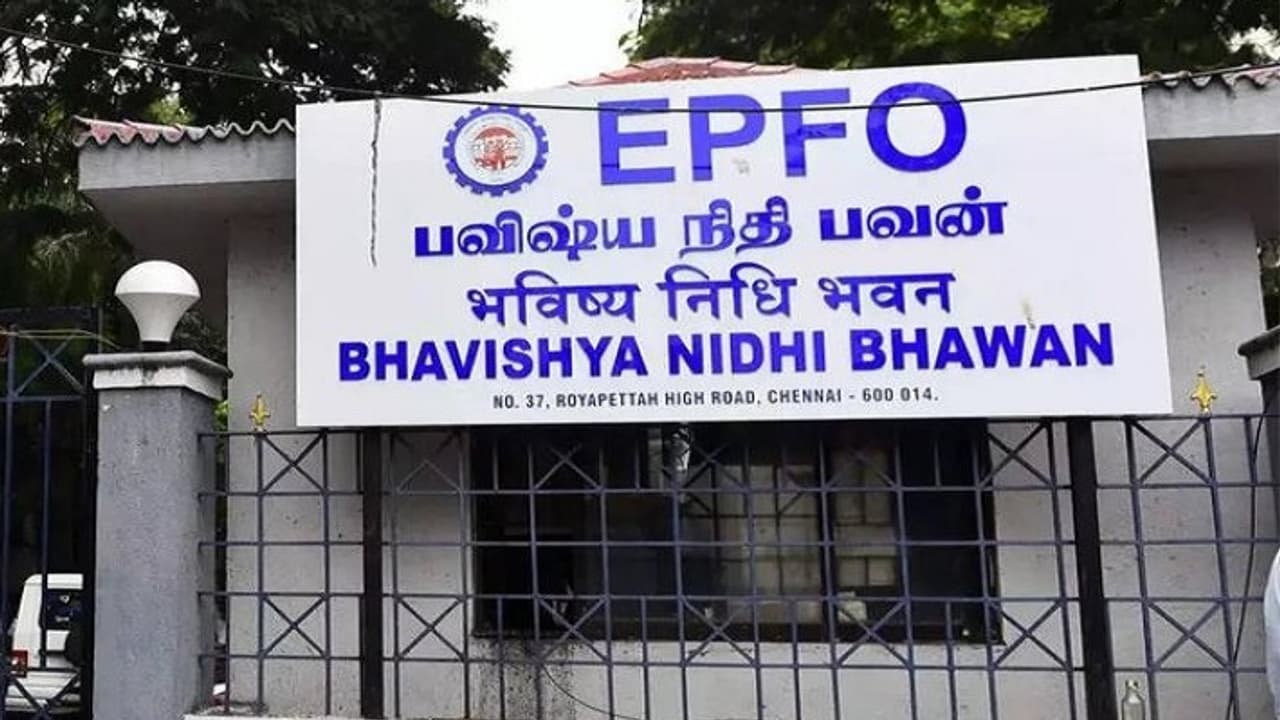 EPFO
பவிஷ்ய நிதி பவன்
भविष्य निधि भवन
BHAVISHYA NIDHI BHAWAN
NO. 37, ROYAPETTAH HIGH ROAD, CHENNAI - 600 014.